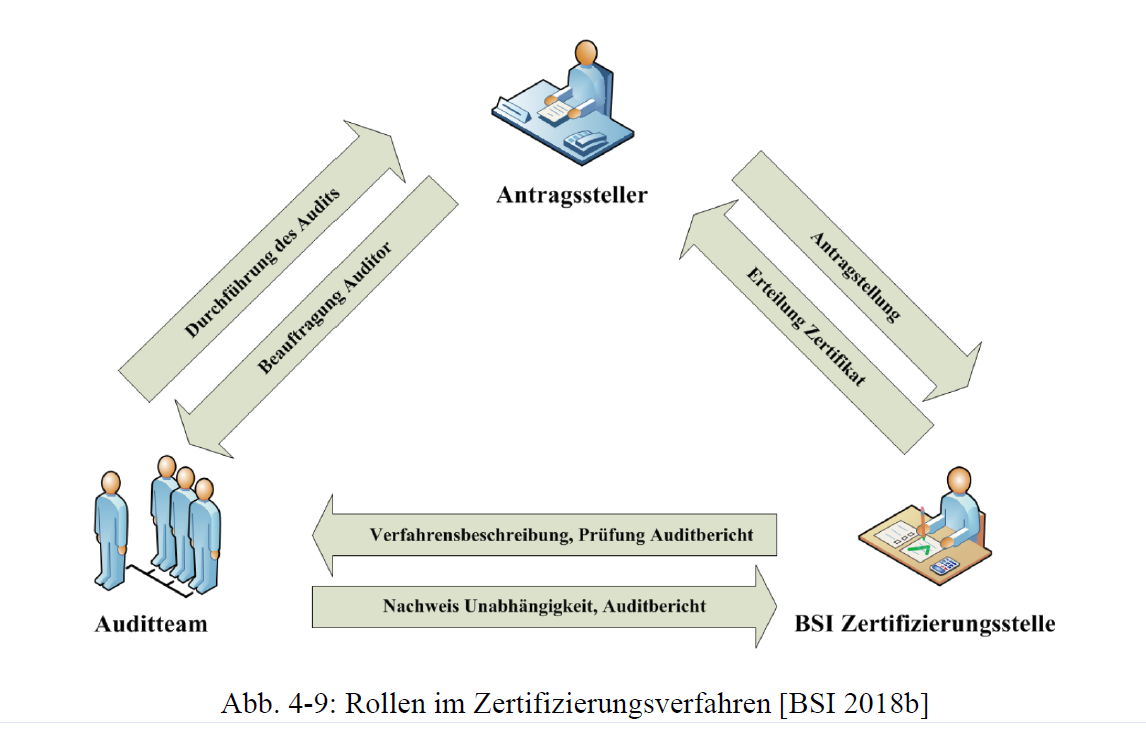 Antragssteller
Durchführung des Audits
Beauftragung Auditor
Antragstellung
Erteilung Zertifikat
Verfahrensbeschreibung, Prüfung Auditbericht
Nachweis Unabhängigkeit, Auditbericht
Auditteam
BSI Zertifizierungsstelle
Abb. 4-9: Rollen im Zertifizierungsverfahren [BSI 2018b]